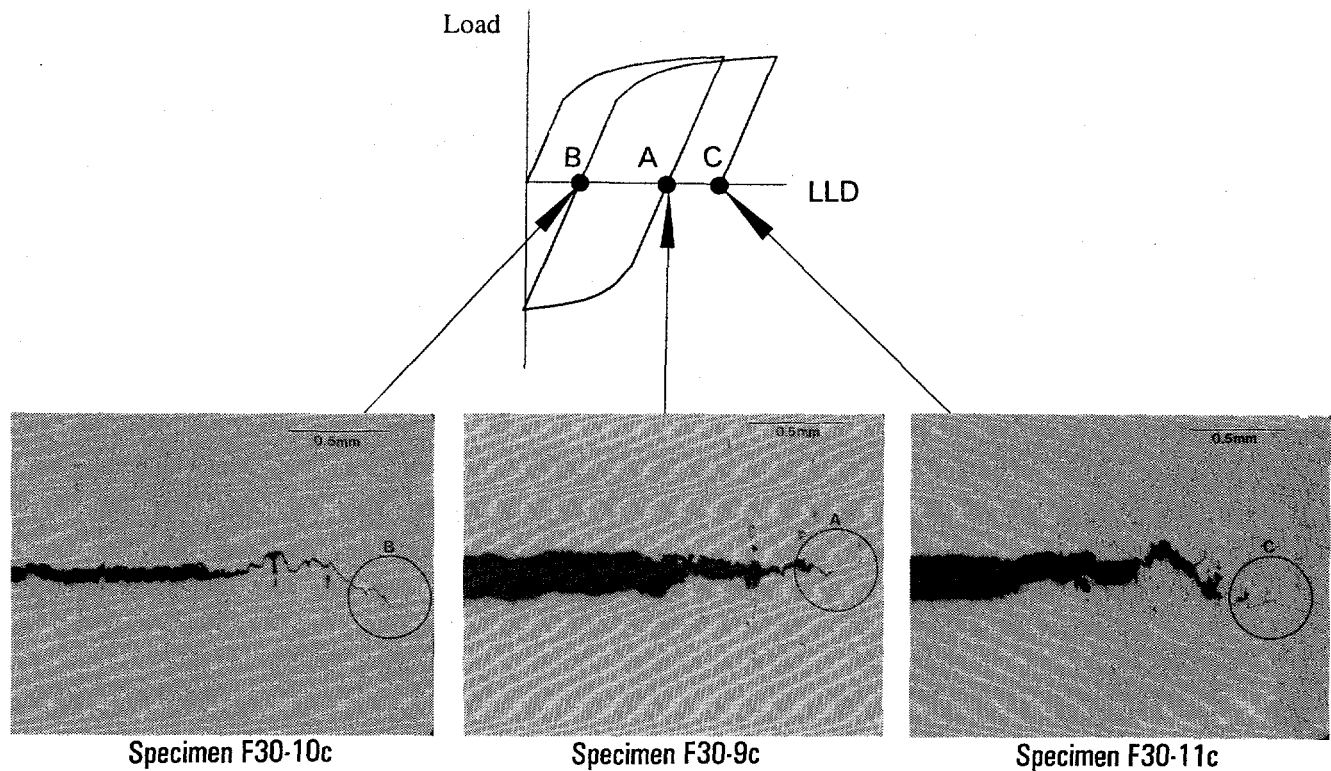 Load
B A C
LLD
0.5mm 0.5mm 0.5mm
B A C
Specimen F30-10c Specimen F30-9c Specimen F30-11c